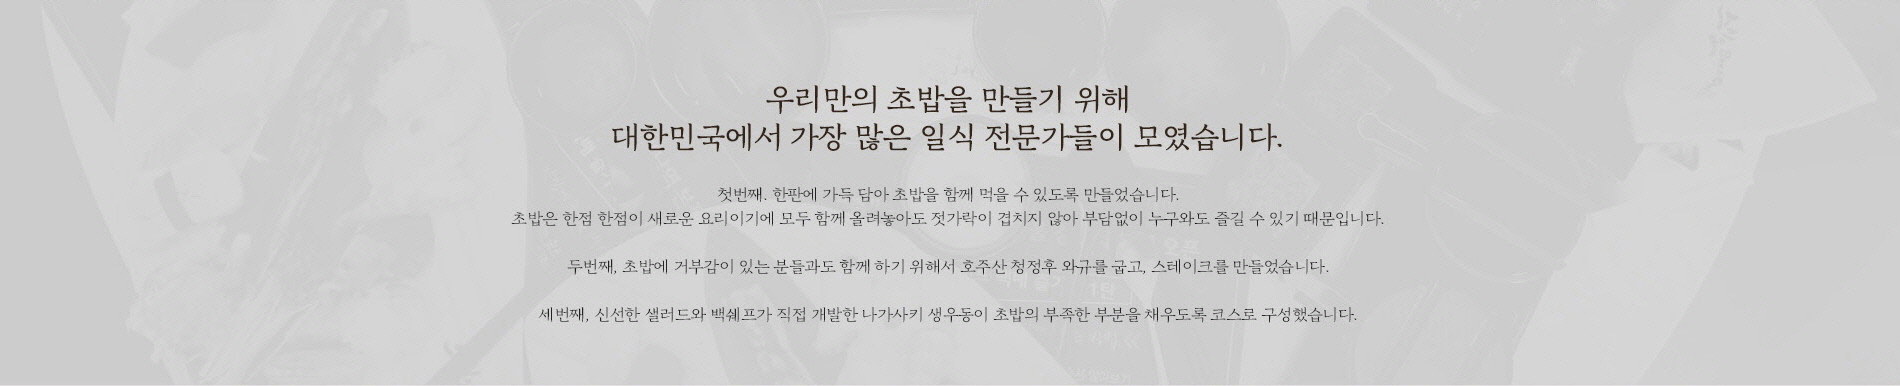 우리만의 초밥을 만들기 위해
대한민국에서 가장 많은 일식 전문가들이 모였습니다.
첫번째. 한판에 가득 담아 초밥을 함께 먹을 수 있도록 만들었습니다.
초밥은 한점 한점이 새로운 요리이기에 모두 함께 올려놓아도 젓가락이 겹치지 않아 부담없이 누구와도 즐길 수 있기 때문입니다.
두번째, 초밥에 거부감이 있는 분들과도 함께 하기 위해서 호주산 청정후 와규를 굽고, 스테이크를 만들었습니다.
세번째, 신선한 샐러드와 백쉐프가 직접 개발한 나가사키 생우동이 초밥의 부족한 부분을 채우도록 코스로 구성했습니다.